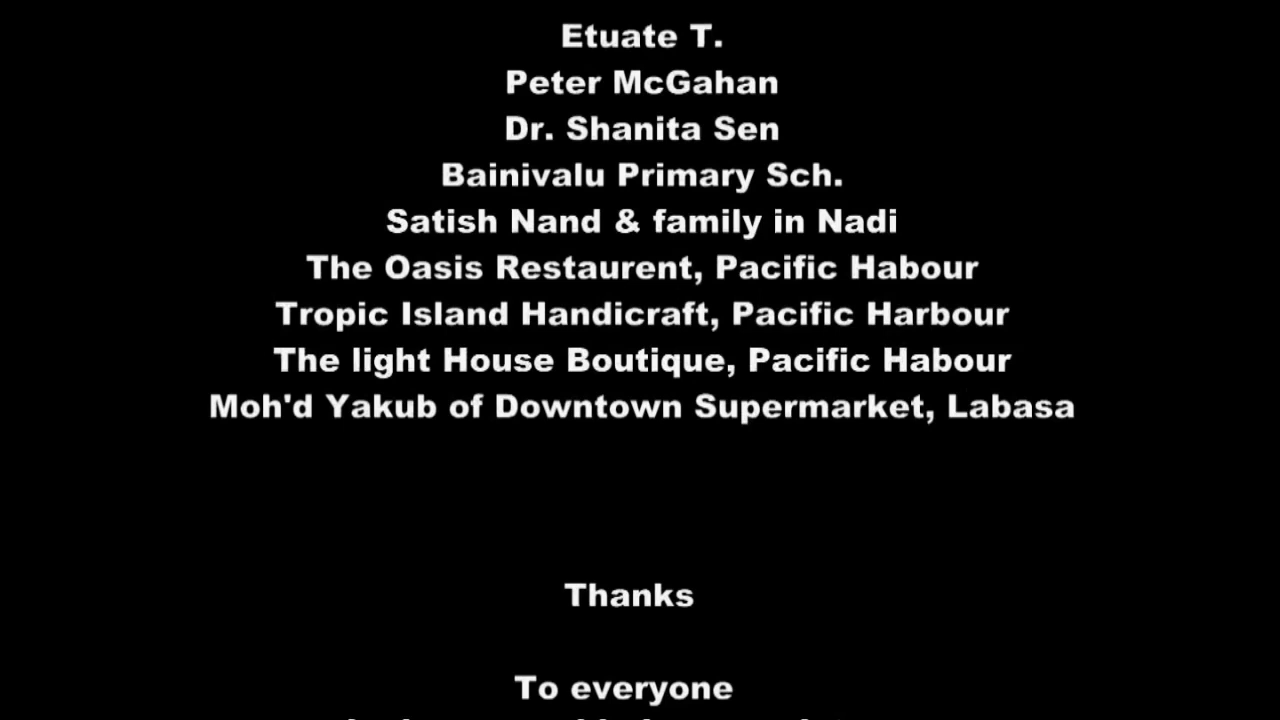 Etuate T.
Peter McGahan
Dr. Shanita Sen
Bainivalu Primary Sch.
Satish Nand & family in Nadi
The Oasis Restaurent, Pacific Habour
Tropic Island Handicraft, Pacific Harbour
The light House Boutique, Pacific Habour
Moh'd Yakub of Downtown Supermarket, Labasa
Thanks
To everyone